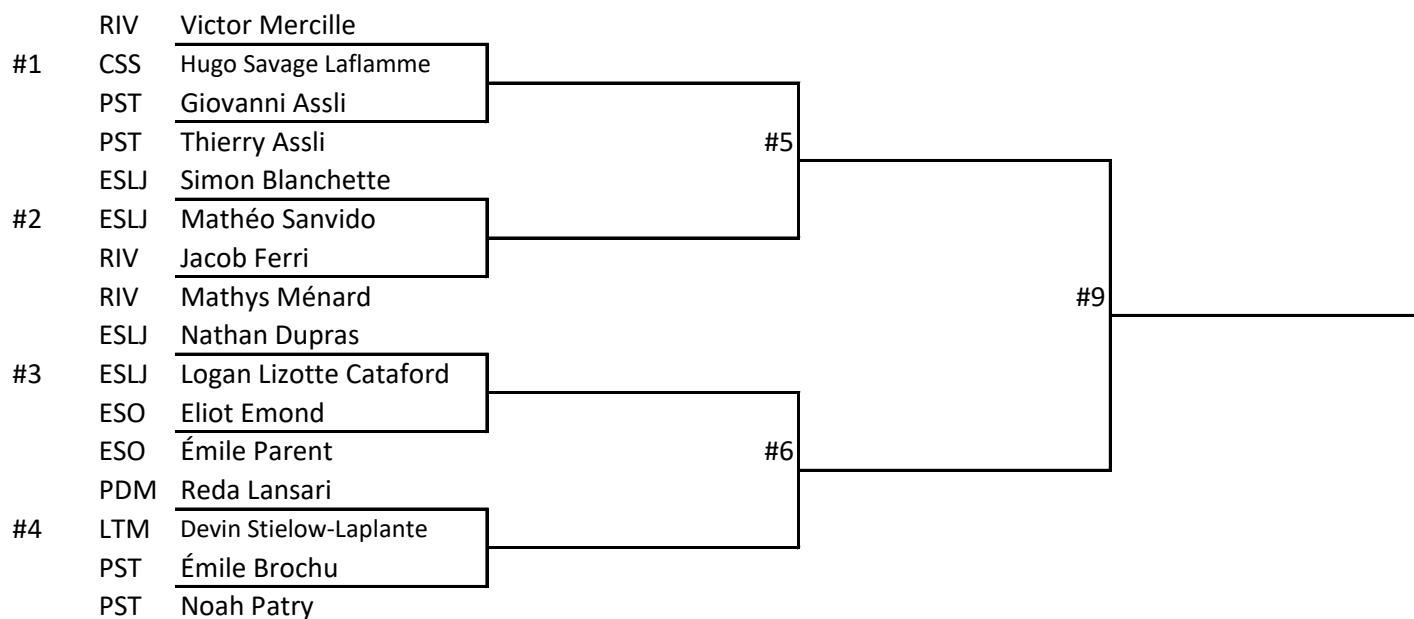 RIV Victor Mercille
#1 CSS Hugo Savage Laflamme
PST Giovanni Assli
PST Thierry Assli #5
ESLJ Simon Blanchette
#2 ESLJ Mathéo Sanvido
RIV Jacob Ferri
RIV Mathys Ménard #9
ESLJ Nathan Dupras
#3 ESLJ Logan Lizotte Cataford
ESO Eliot Emond
ESO Émile Parent #6
PDM Reda Lansari
#4 LTM Devin Stielow-Laplante
PST Émile Brochu
PST Noah Patry